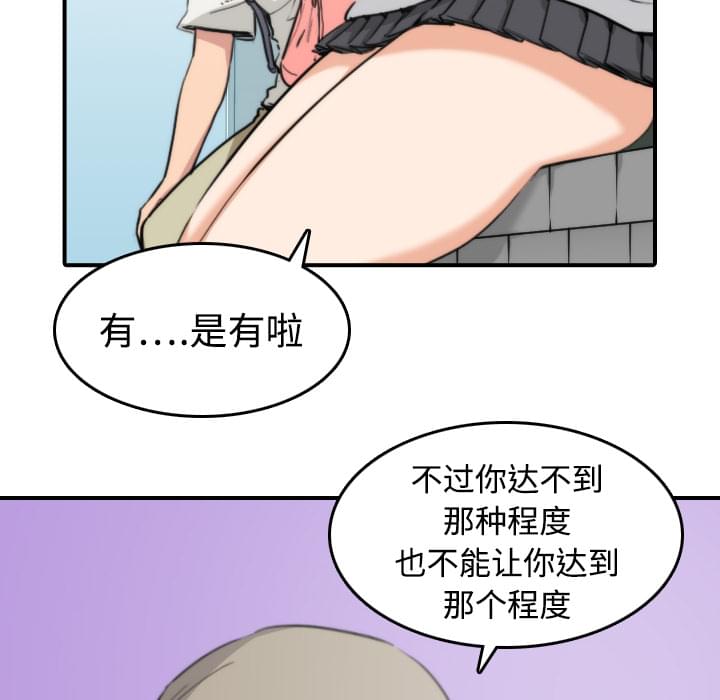 有....是有啦
不过你达不到
那种程度
也不能让你达到
那个程度